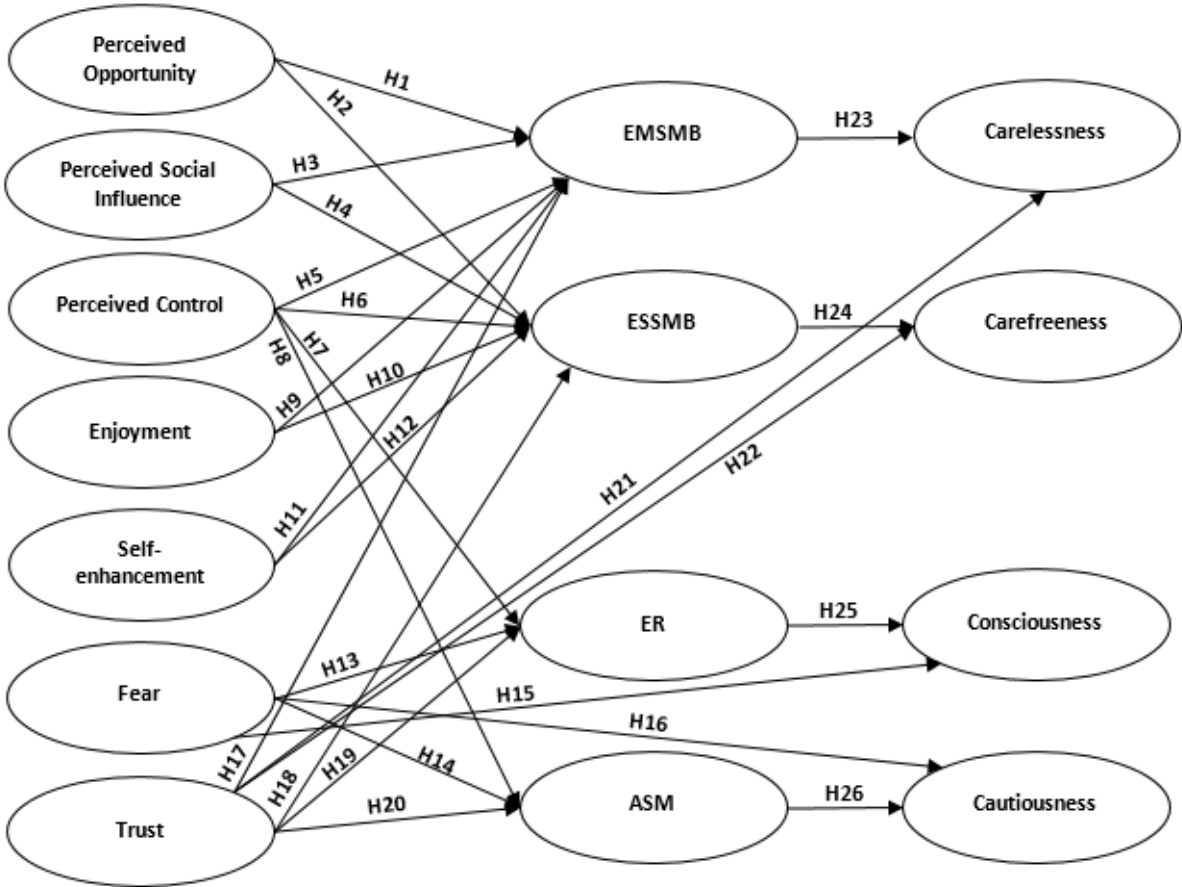 Perceived
Opportunity
H1
H2
EMSMB
H23
Carelessness
Perceived Social
Influence
H3
H4
Perceived Control
H5
H6
H7
H8
ESSMB
H24
Carefreeness
Enjoyment
H9
H10
H12
Self-
enhancement
H11
H21
H22
ER
H25
Consciousness
Fear
H13
H15
H16
H14
Trust
H17
H18
H19
H20
ASM
H26
Cautiousness